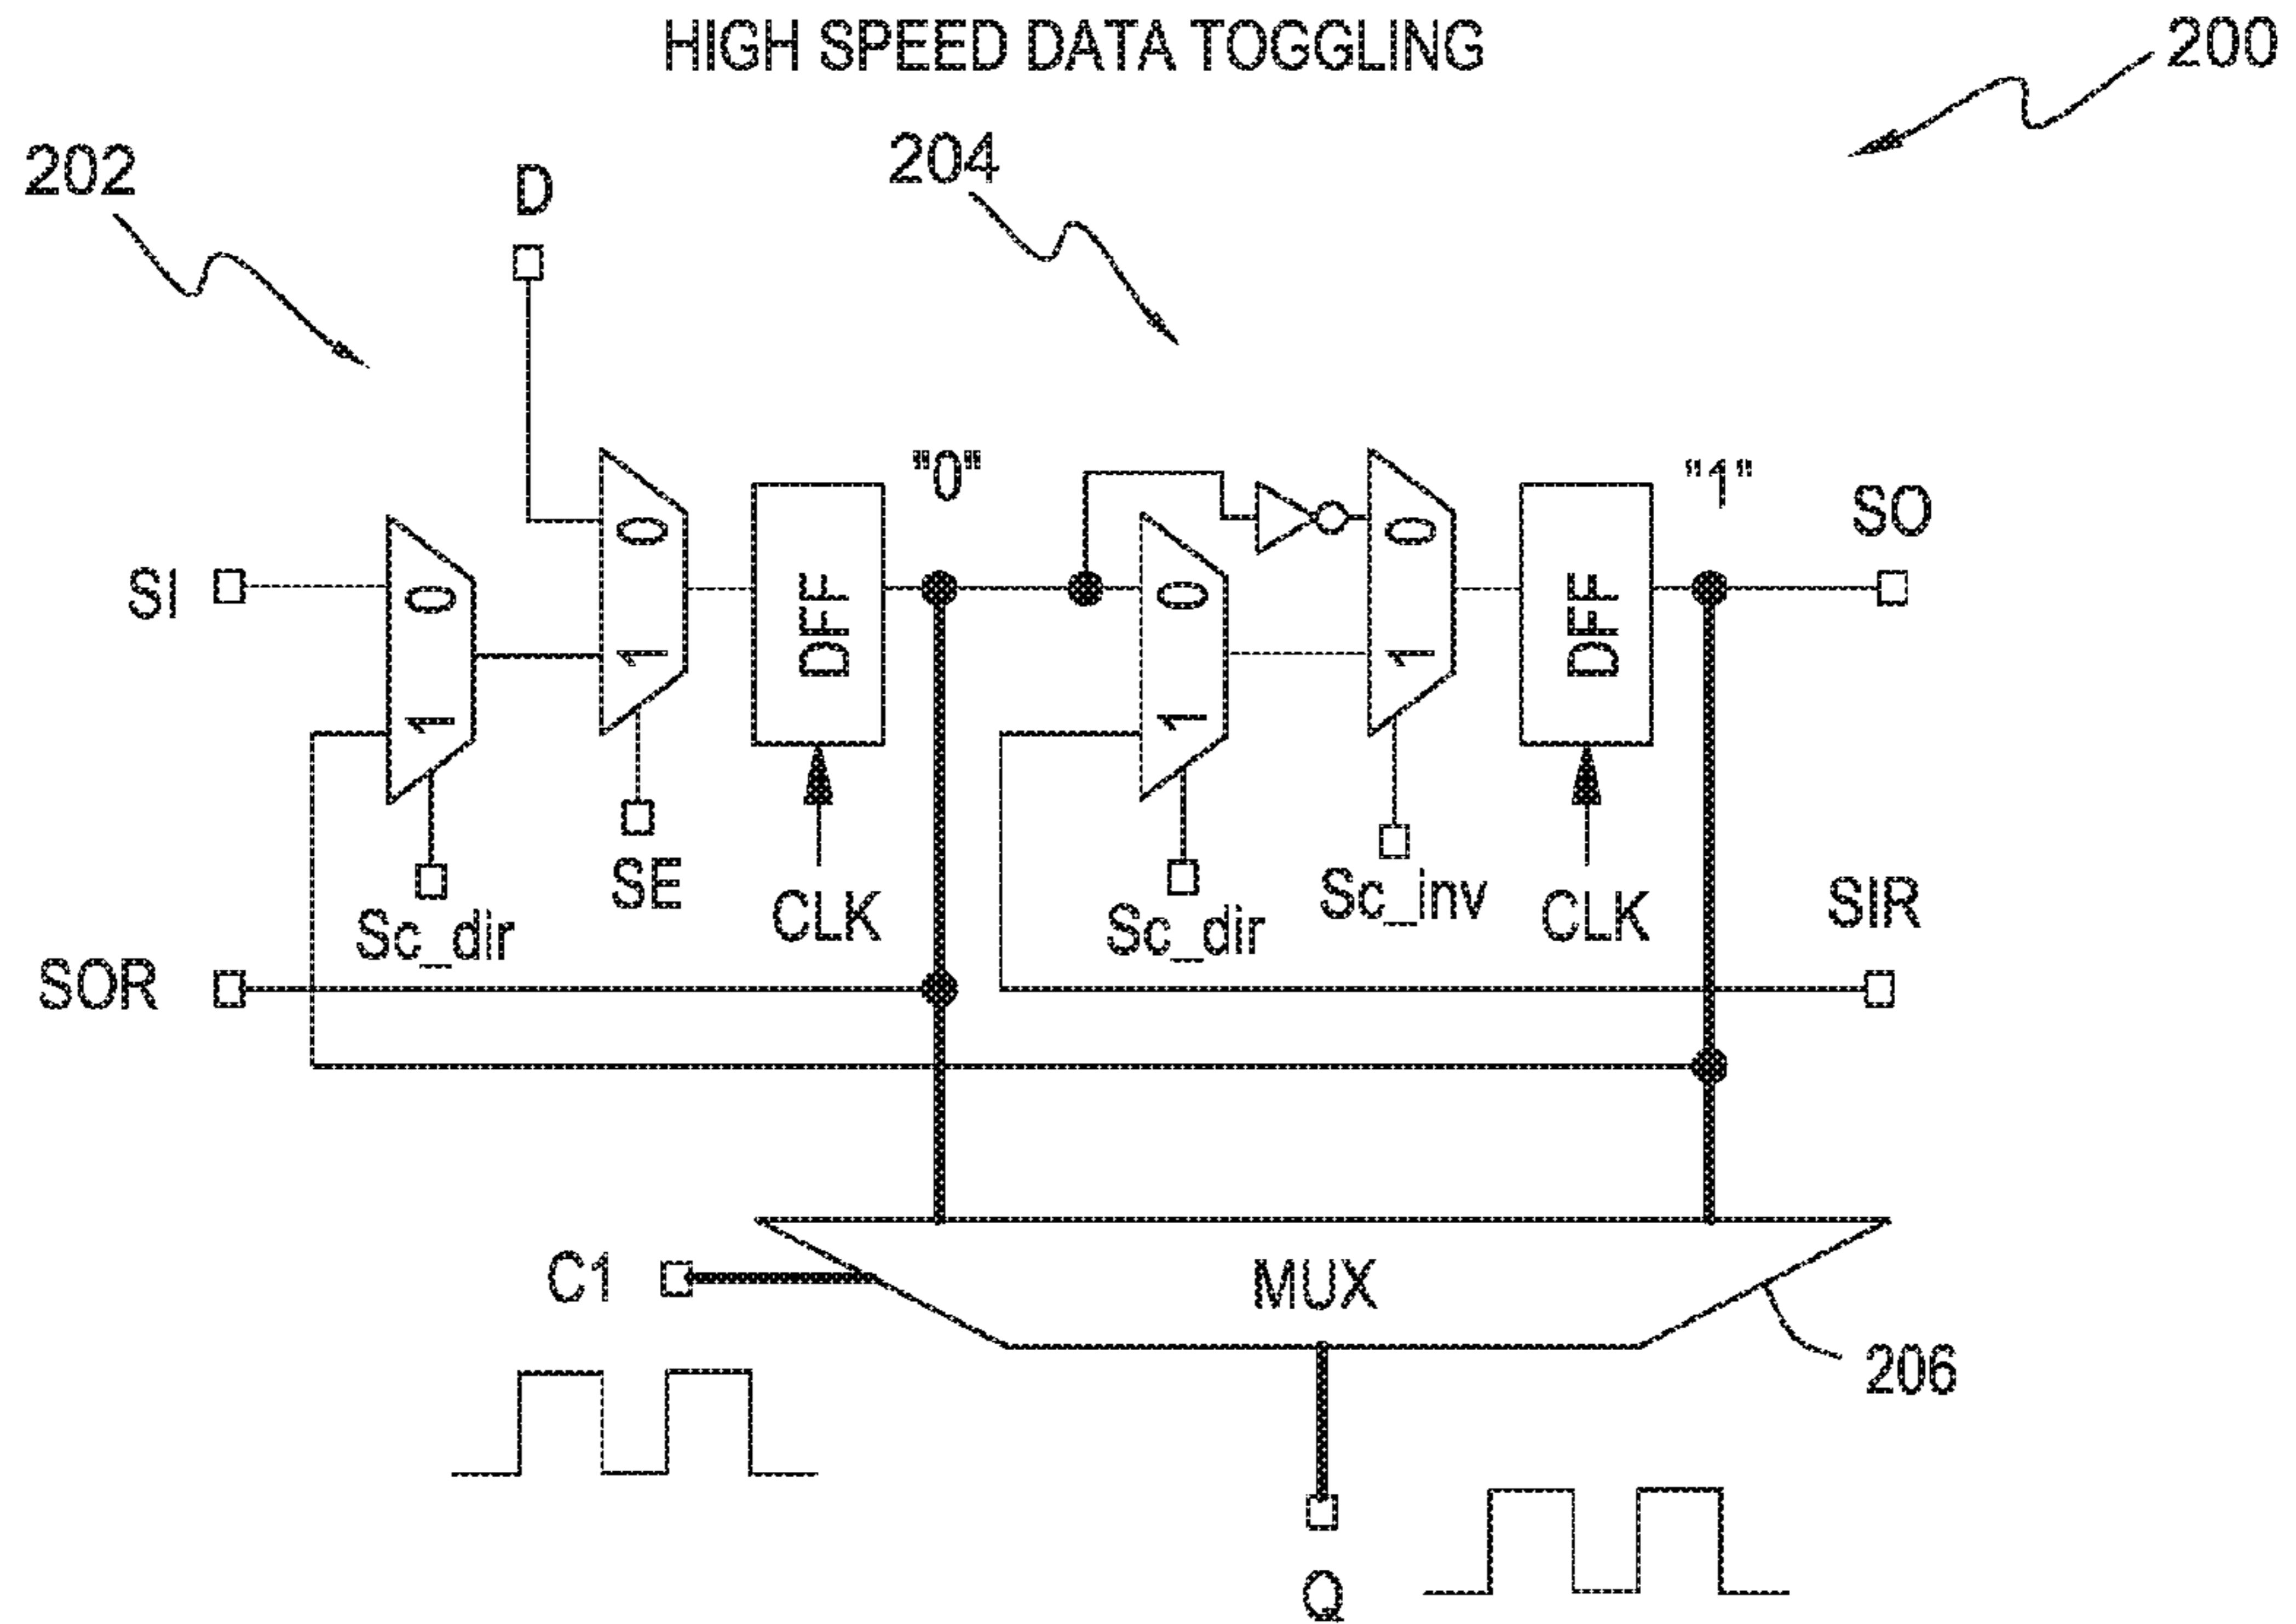 HIGH SPEED DATA TOGGLING
200
202
D
204
"0"
"1"
SO
SI
0
1
0
1
DFF
0
1
0
1
DFF
Sc_dir
SE
CLK
Sc_dir
Sc_inv
CLK
SIR
SOR
C1
MUX
206
Q